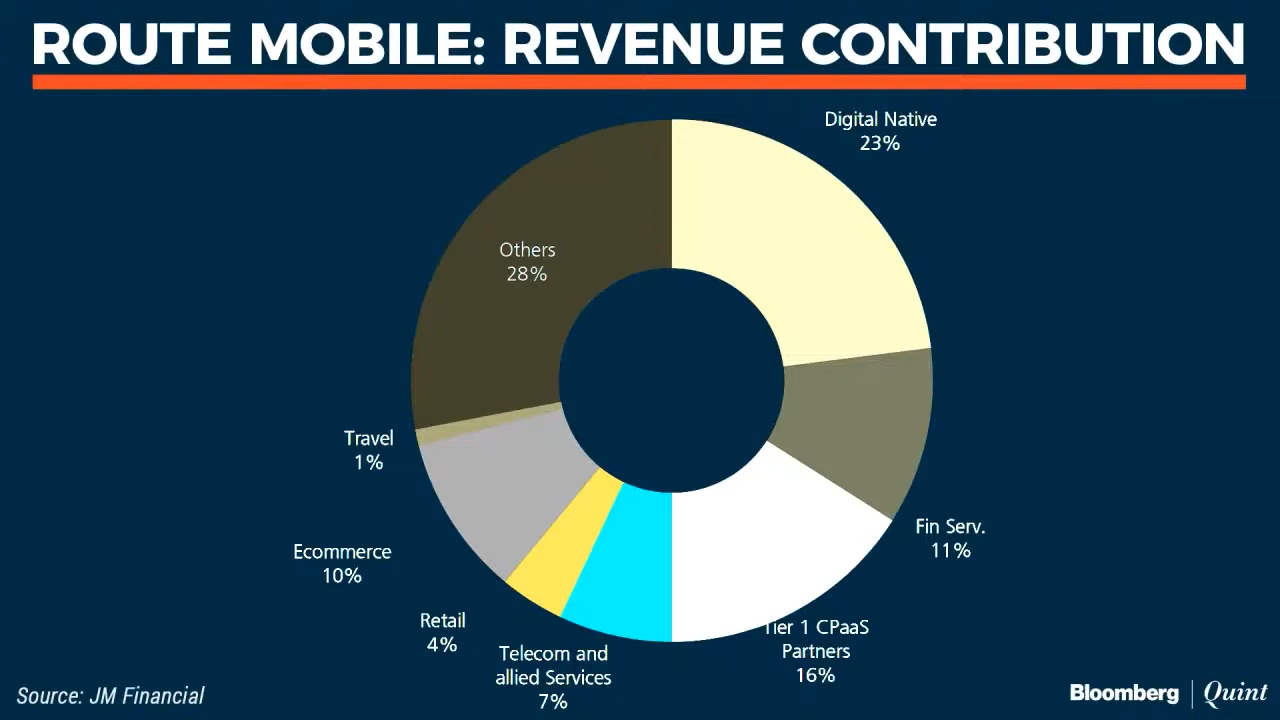 ROUTE MOBILE: REVENUE CONTRIBUTION
Digital Native
23%
Others
28%
Travel
1%
Fin Serv.
11%
Ecommerce
10%
Retail
4%
Tier 1 CPaaS
Partners
16%
Telecom and
allied Services
7%
Source: JM Financial
Bloomberg | Quint